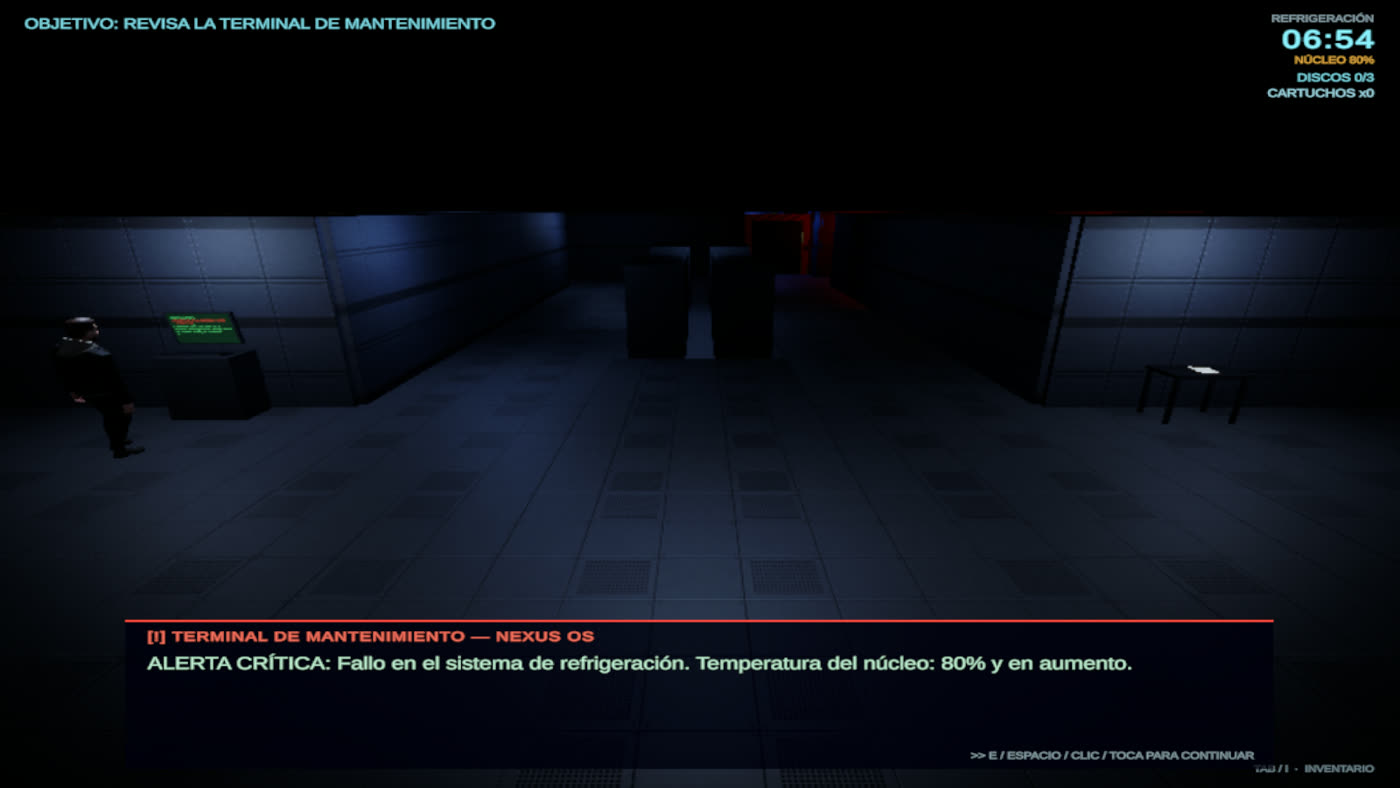 OBJETIVO: REVISA LA TERMINAL DE MANTENIMIENTO
REFRIGERACIÓN
06:54
NÚCLEO 80%
DISCOS 0/3
CARTUCHOS x0
[!] TERMINAL DE MANTENIMIENTO — NEXUS OS
ALERTA CRÍTICA: Fallo en el sistema de refrigeración. Temperatura del núcleo: 80% y en aumento.
>> E / ESPACIO / CLIC / TOCA PARA CONTINUAR
TAB / I · INVENTARIO